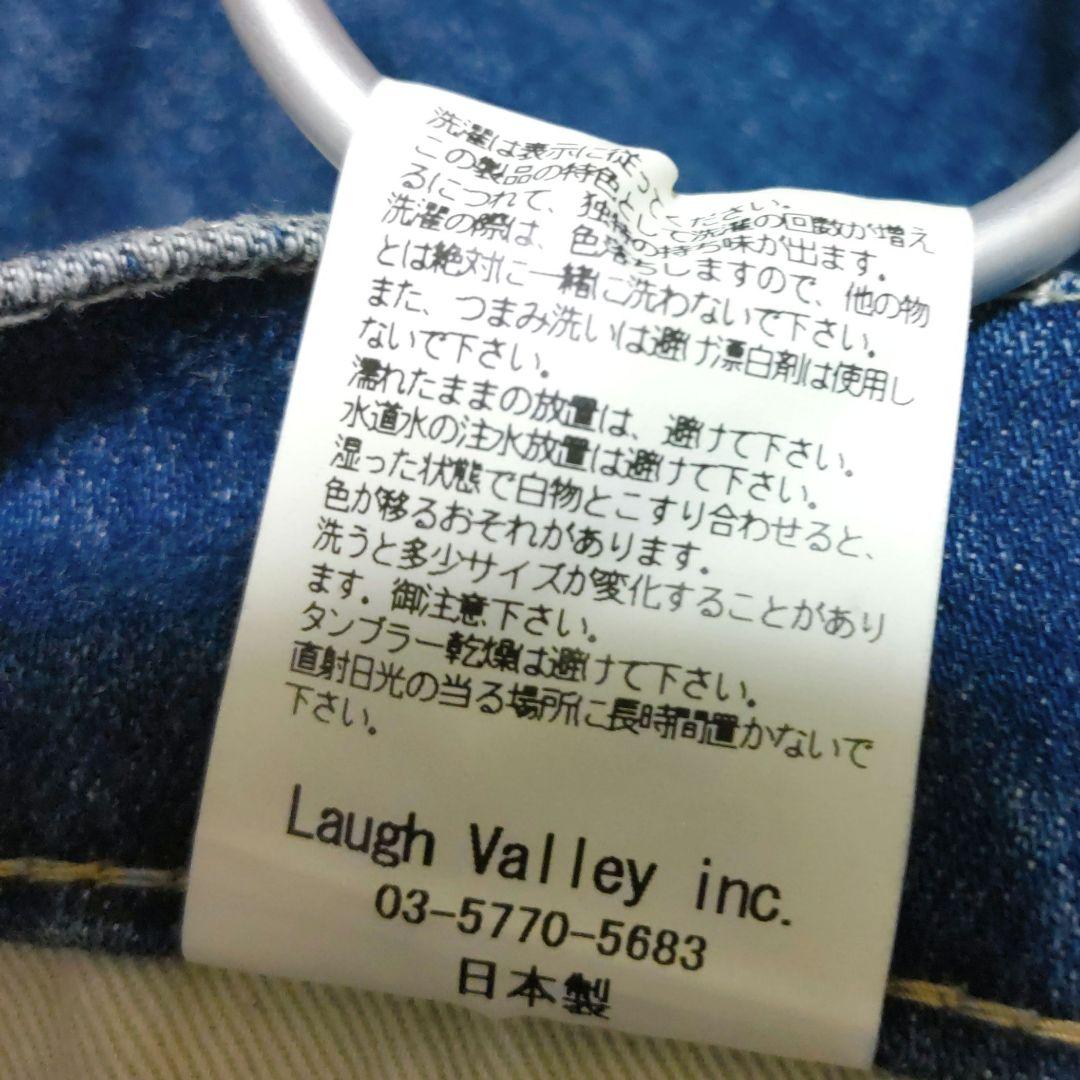 洗濯は表示に従ってください。
この製品の特色として洗濯の回数が増え
るにつれて、独特の持ち味が出ます.
洗濯の際は、色落ちしますので、他の物
とは絶対に一緒に洗わないで下さい。
また、つまみ洗いは避け漂白剤は使用し
ないで下さい。
濡れたままの放置は、避けて下さい。
水道水の注水放置は避けて下さい。
湿った状態で白物とこすり合わせると、
色が移るおそれがあります.
洗うと多少サイズが変化することがあり
ます.御注意下さい。
タンブラー乾燥は避けて下さい。
直射日光の当る場所に長時間置かないで
下さい。
Laugh Valley inc.
03-5770-5683
日本製